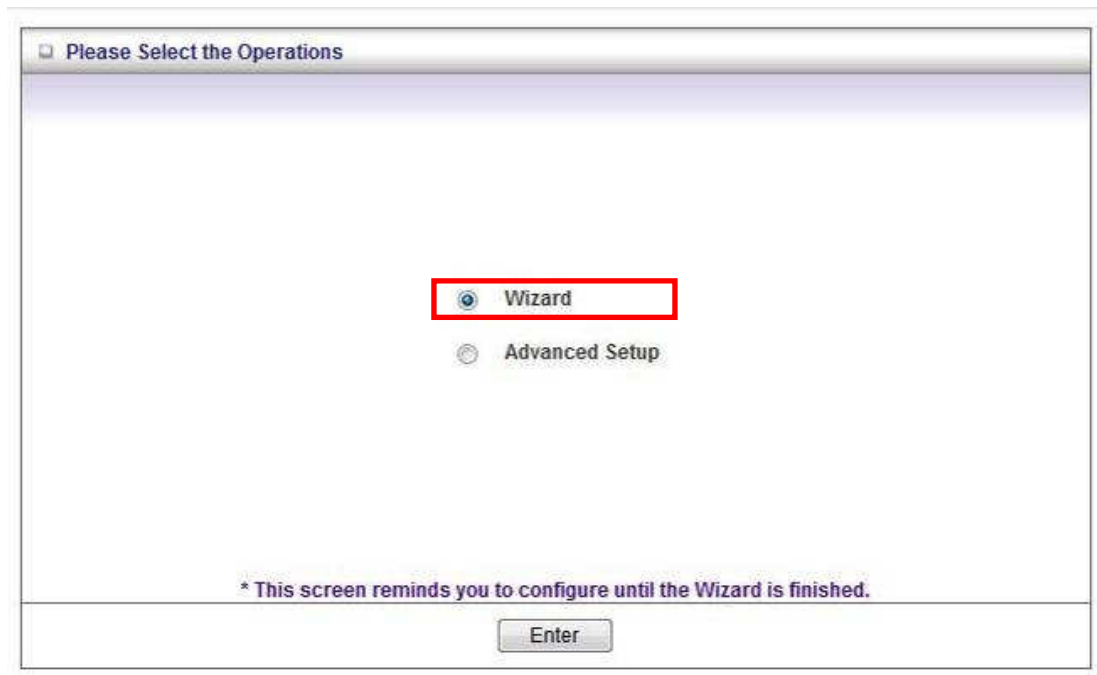 Please Select the Operations
Wizard
Advanced Setup
* This screen reminds you to configure until the Wizard is finished.
Enter